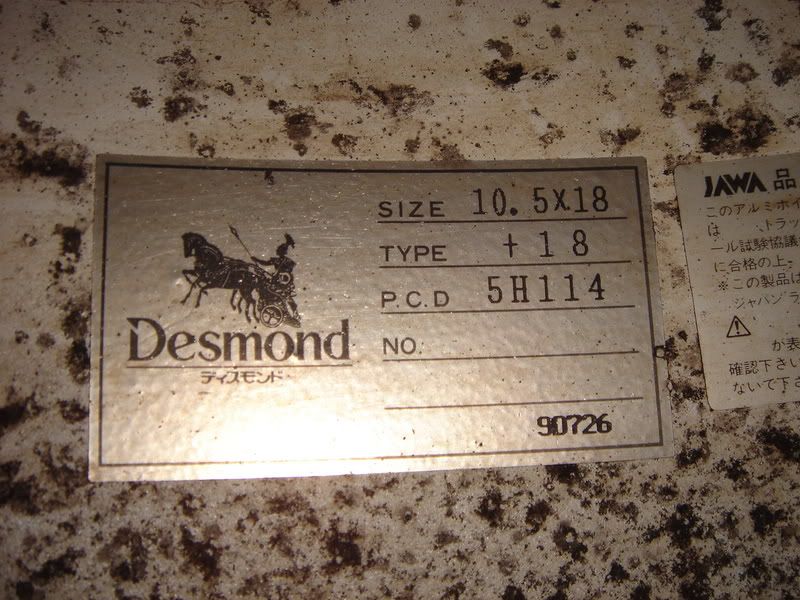 SIZE 10.5X18
TYPE +18
P.C.D 5H114
NO.
Desmond
ディスモンド
90726
JAWA 品
このアルミホイ
は トラッ
ール試験協議
に合格の上
※この製品は
ジャパンラ
が表
確認下さい
ないで下さ